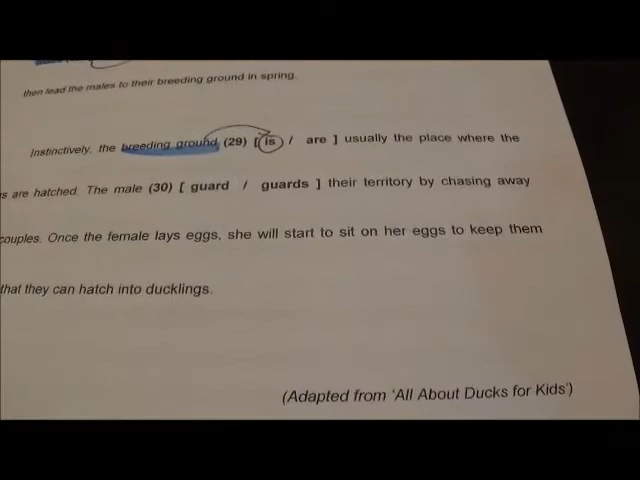 then lead the males to their breeding ground in spring.
Instinctively, the breeding ground (29) [ is / are ] usually the place where the
are hatched. The male (30) [ guard / guards ] their territory by chasing away
couples. Once the female lays eggs, she will start to sit on her eggs to keep them
that they can hatch into ducklings.
(Adapted from 'All About Ducks for Kids')